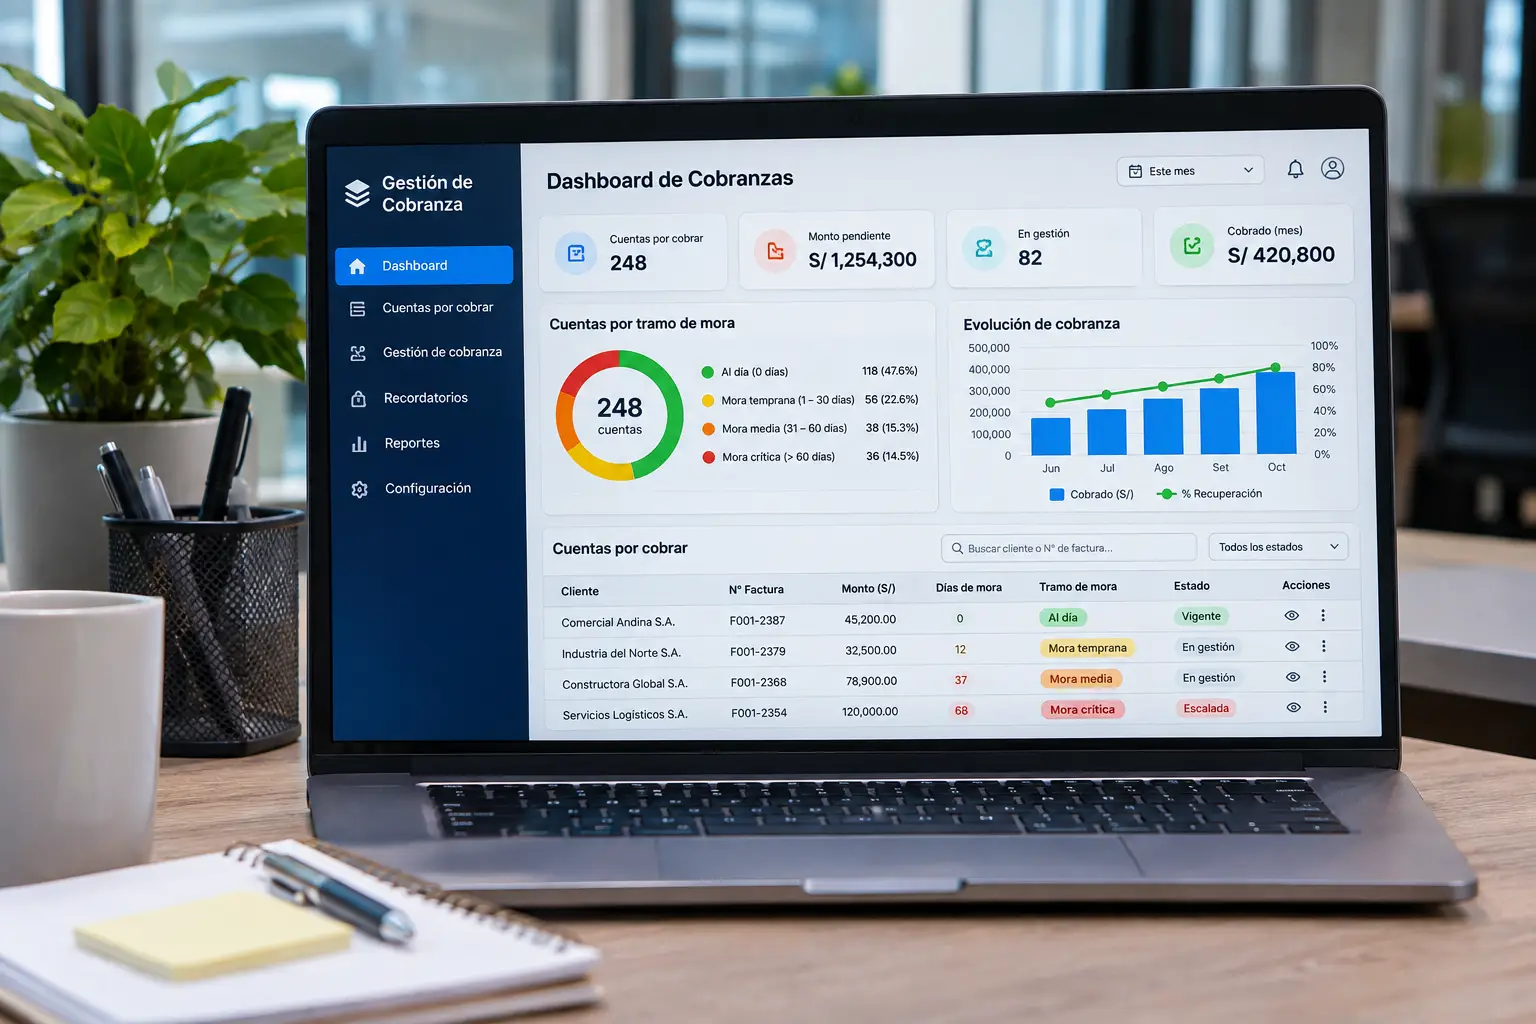 Gestión de
Cobranza
Dashboard
Cuentas por cobrar
Gestión de cobranza
Recordatorios
Reportes
Configuración
Dashboard de Cobranzas
Este mes
Cuentas por cobrar
248
Monto pendiente
S/ 1,254,300
En gestión
82
Cobrado (mes)
S/ 420,800
Cuentas por tramo de mora
248
cuentas
Al día (0 días) 118 (47.6%)
Mora temprana (1 – 30 días) 56 (22.6%)
Mora media (31 – 60 días) 38 (15.3%)
Mora crítica (> 60 días) 36 (14.5%)
Evolución de cobranza
500,000 100%
400,000 80%
300,000 60%
200,000 40%
100,000 20%
0 0%
Jun Jul Ago Set Oct
Cobrado (S/) % Recuperación
Cuentas por cobrar
Buscar cliente o N° de factura...
Todos los estados
Cliente N° Factura Monto (S/) Días de mora Tramo de mora Estado Acciones
Comercial Andina S.A. F001-2387 45,200.00 0 Al día Vigente
Industria del Norte S.A. F001-2379 32,500.00 12 Mora temprana En gestión
Constructora Global S.A. F001-2368 78,900.00 37 Mora media En gestión
Servicios Logísticos S.A. F001-2354 120,000.00 68 Mora crítica Escalada